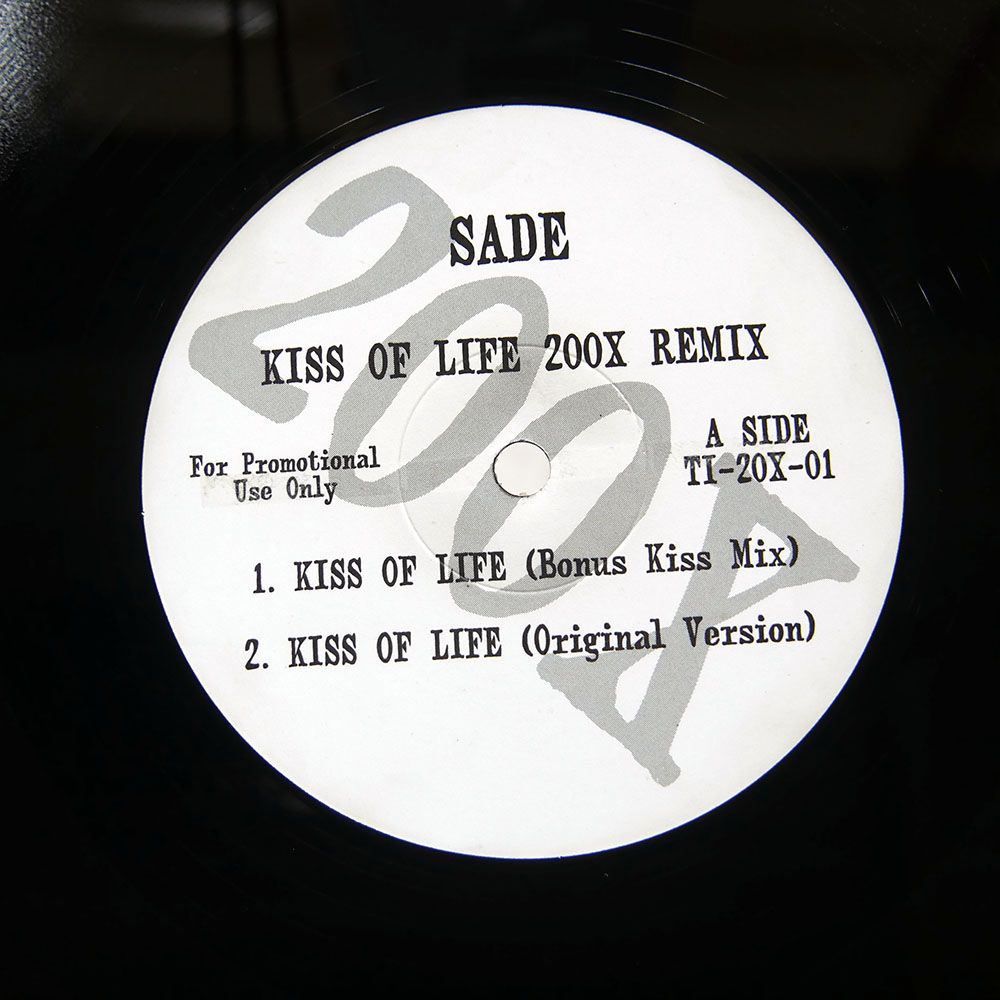 SADE
KISS OF LIFE 200X REMIX
A SIDE
TI-20X-01
For Promotional
Use Only
1. KISS OF LIFE (Bonus Kiss Mix)
2. KISS OF LIFE (Original Version)
200X